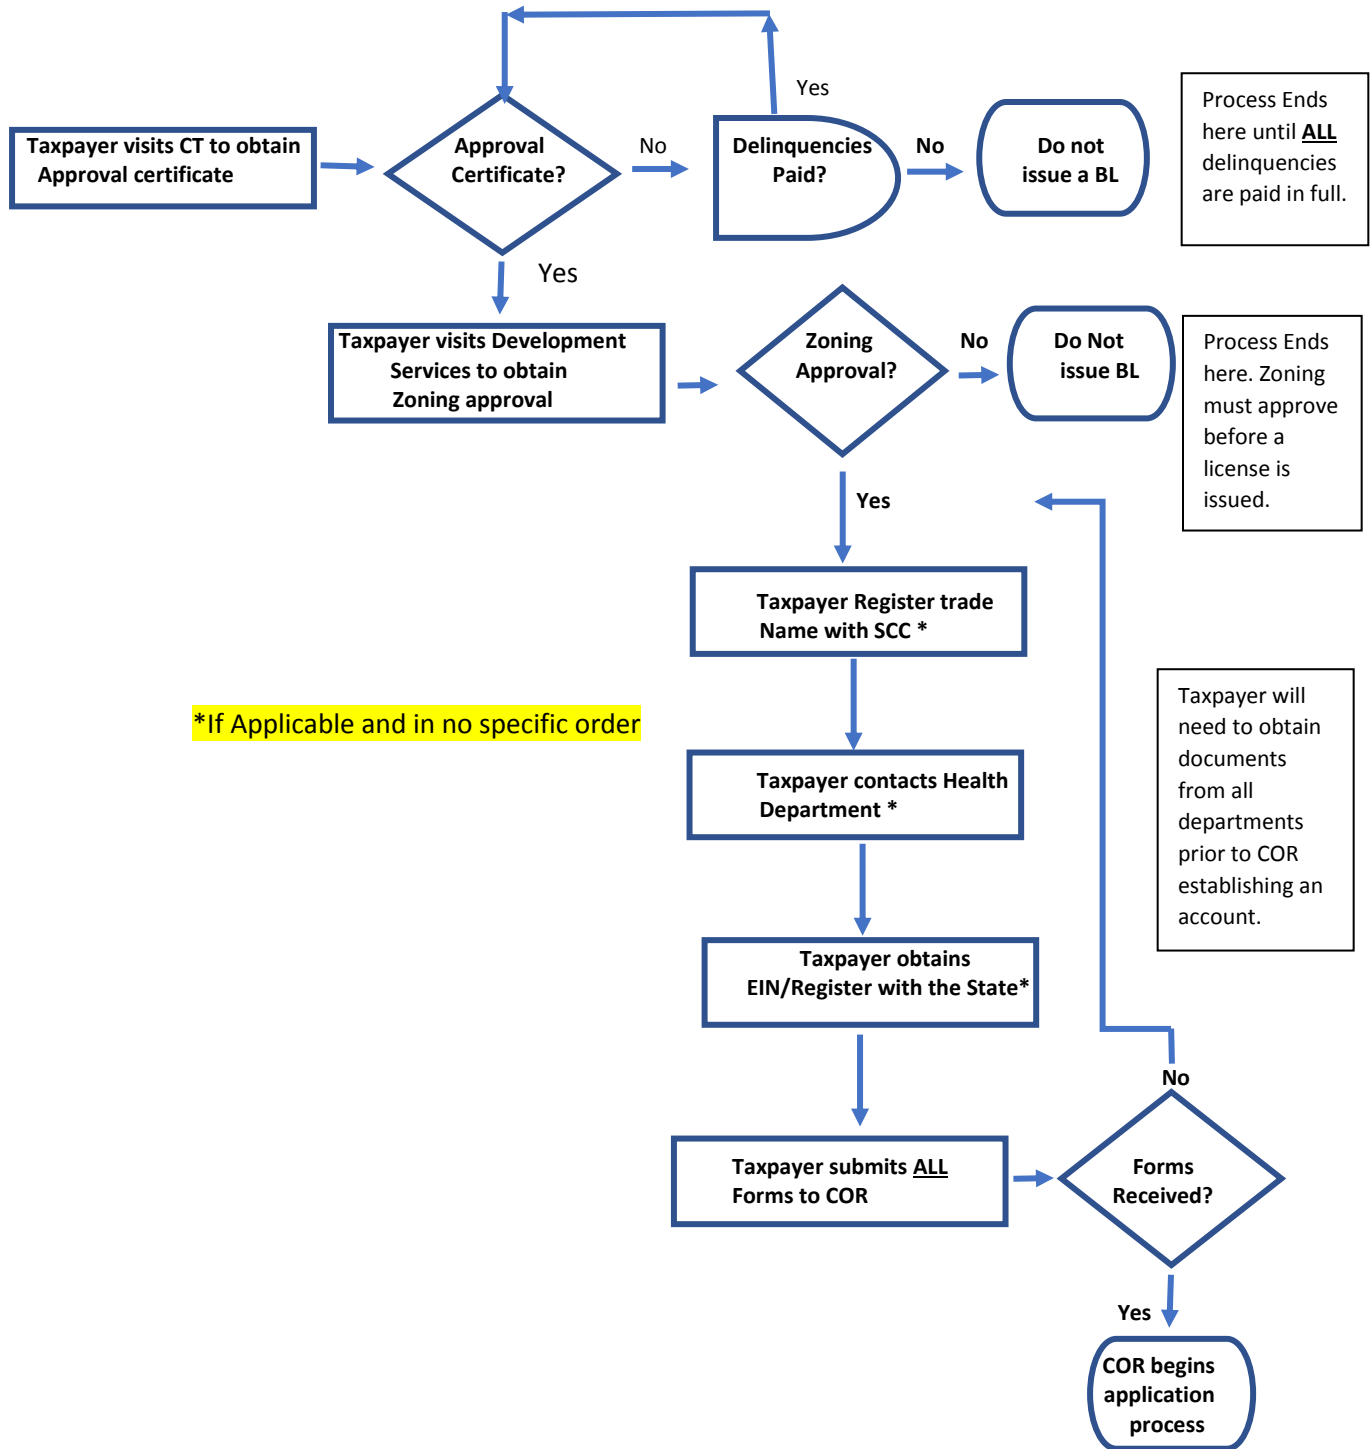 Yes
Taxpayer visits CT to obtain
Approval certificate
Approval
Certificate?
No
Delinquencies
Paid?
No
Do not
issue a BL
Process Ends
here until ALL
delinquencies
are paid in full.
Yes
Taxpayer visits Development
Services to obtain
Zoning approval
Zoning
Approval?
No
Do Not
issue BL
Process Ends
here. Zoning
must approve
before a
license is
issued.
Yes
Taxpayer Register trade
Name with SCC *
*If Applicable and in no specific order
Taxpayer contacts Health
Department *
Taxpayer will
need to obtain
documents
from all
departments
prior to COR
establishing an
account.
Taxpayer obtains
EIN/Register with the State*
No
Taxpayer submits ALL
Forms to COR
Forms
Received?
Yes
COR begins
application
process